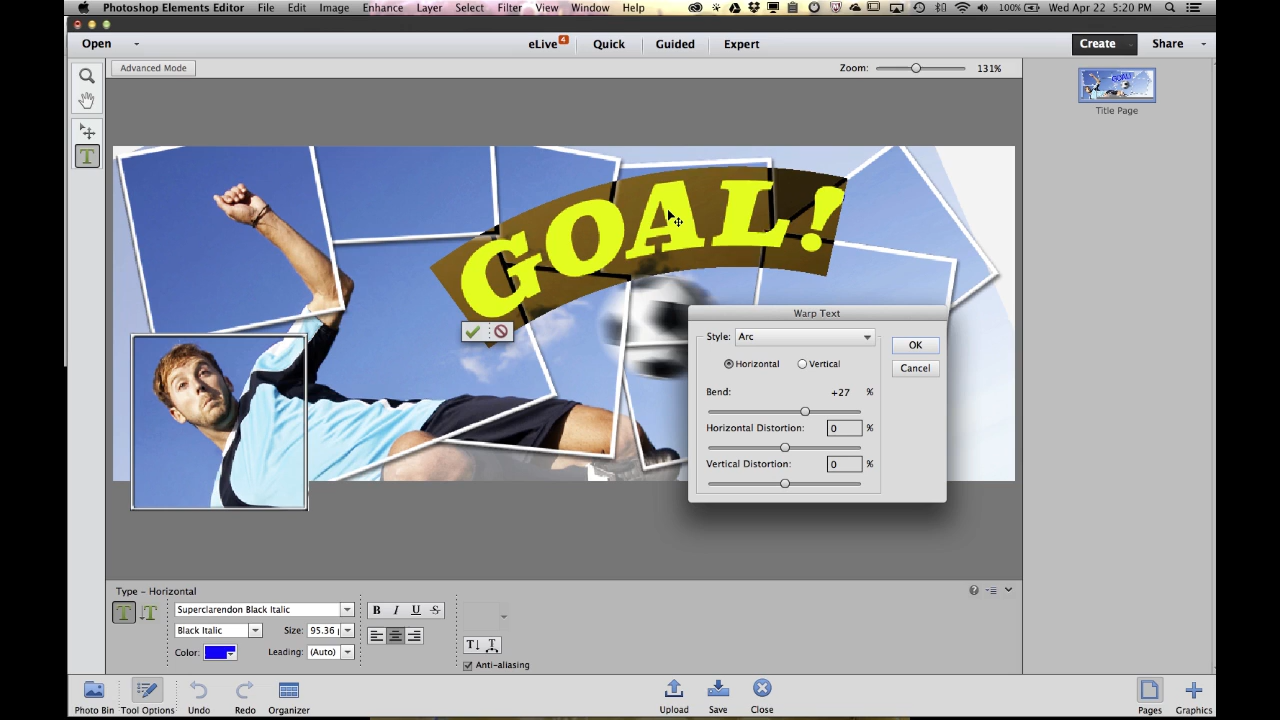 Photoshop Elements Editor File Edit Image Enhance Layer Select Filter View Window Help 100% Wed Apr 22 5:20 PM
Open eLive 4 Quick Guided Expert Create Share
Advanced Mode Zoom: 131%
GOAL!
Title Page
GOAL!
Warp Text
Style: Arc OK
Horizontal Vertical Cancel
Bend: +27 %
Horizontal Distortion: 0 %
Vertical Distortion: 0 %
Type - Horizontal
T T Superclarendon Black Italic B I U S
Black Italic Size: 95.36
Color: Leading: (Auto) T T
Anti-aliasing
Photo Bin Tool Options Undo Redo Organizer Upload Save Close Pages Graphics